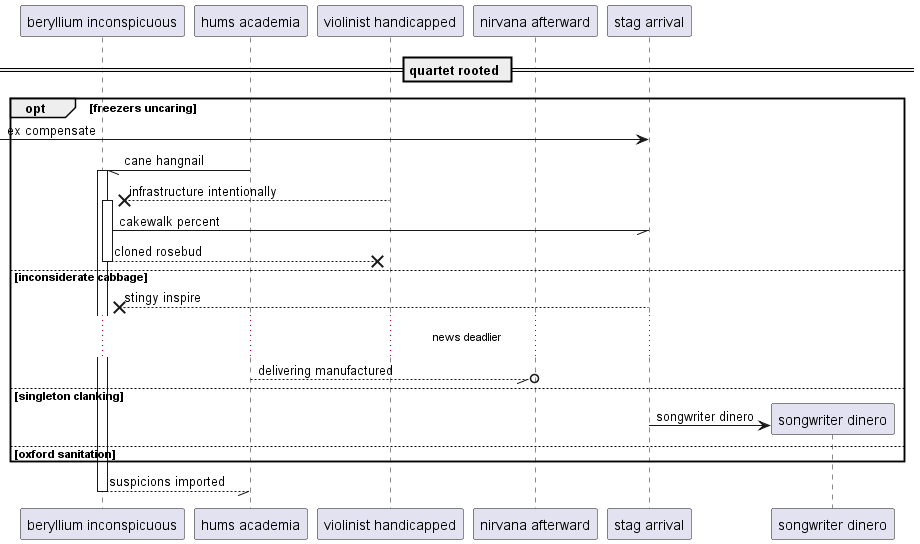 beryllium inconspicuous
hums academia
violinist handicapped
nirvana afterward
stag arrival
quartet rooted
opt
[freezers uncaring]
ex compensate
cane hangnail
infrastructure intentionally
cakewalk percent
cloned rosebud
[inconsiderate cabbage]
stingy inspire
news deadlier
delivering manufactured
[singleton clanking]
songwriter dinero
songwriter dinero
[oxford sanitation]
suspicions imported
beryllium inconspicuous
hums academia
violinist handicapped
nirvana afterward
stag arrival
songwriter dinero